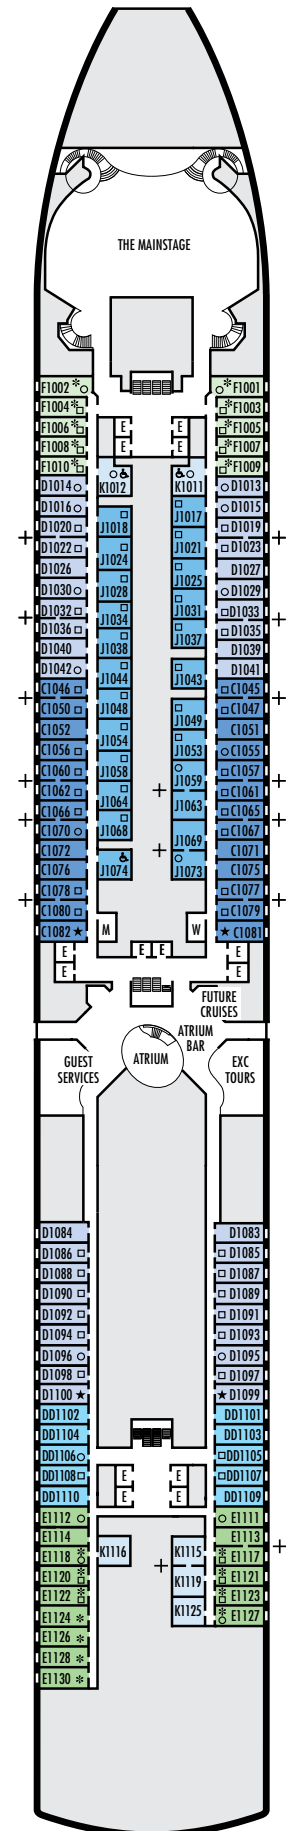 THE MAINSTAGE
F1002 F1001
F1004 F1003
E E
F1006 F1005
F1008 E E F1007
F1010 F1009
D1014 K1012 K1011 D1013
D1016 D1015
J1018 J1017
D1020 D1019
D1022 J1024 J1021 D1023
D1026 D1027
J1028 J1025
D1030 D1029
D1032 J1034 J1031 D1033
D1036 D1035
J1038 J1037
D1040 D1039
D1042 D1041
J1044 J1043
C1046 C1045
C1050 J1048 C1047
J1049
C1052 C1051
J1054 J1053
C1056 C1055
C1060 J1058 J1059 C1057
C1062 C1061
J1064 J1063
C1066 C1065
C1070 J1068 C1067
J1069
C1072 C1071
C1076 J1074 J1073 C1075
C1078 C1077
C1080 C1079
C1082 M W C1081
E E E E
E E
FUTURE
CRUISES
ATRIUM
BAR
GUEST
SERVICES
ATRIUM
EXC
TOURS
D1084 D1083
D1086 D1085
D1088 D1087
D1090 D1089
D1092 D1091
D1094 D1093
D1096 D1095
D1098 D1097
D1100 D1099
DD1102 DD1101
DD1104 DD1103
DD1106 DD1105
DD1108 E E DD1107
DD1110 E E DD1109
E1112 E1111
E1114 E1113
E1118 K1116 K1115 E1117
E1120 E1121
K1119
E1122 E1123
E1124 K1125 E1127
E1126
E1128
E1130